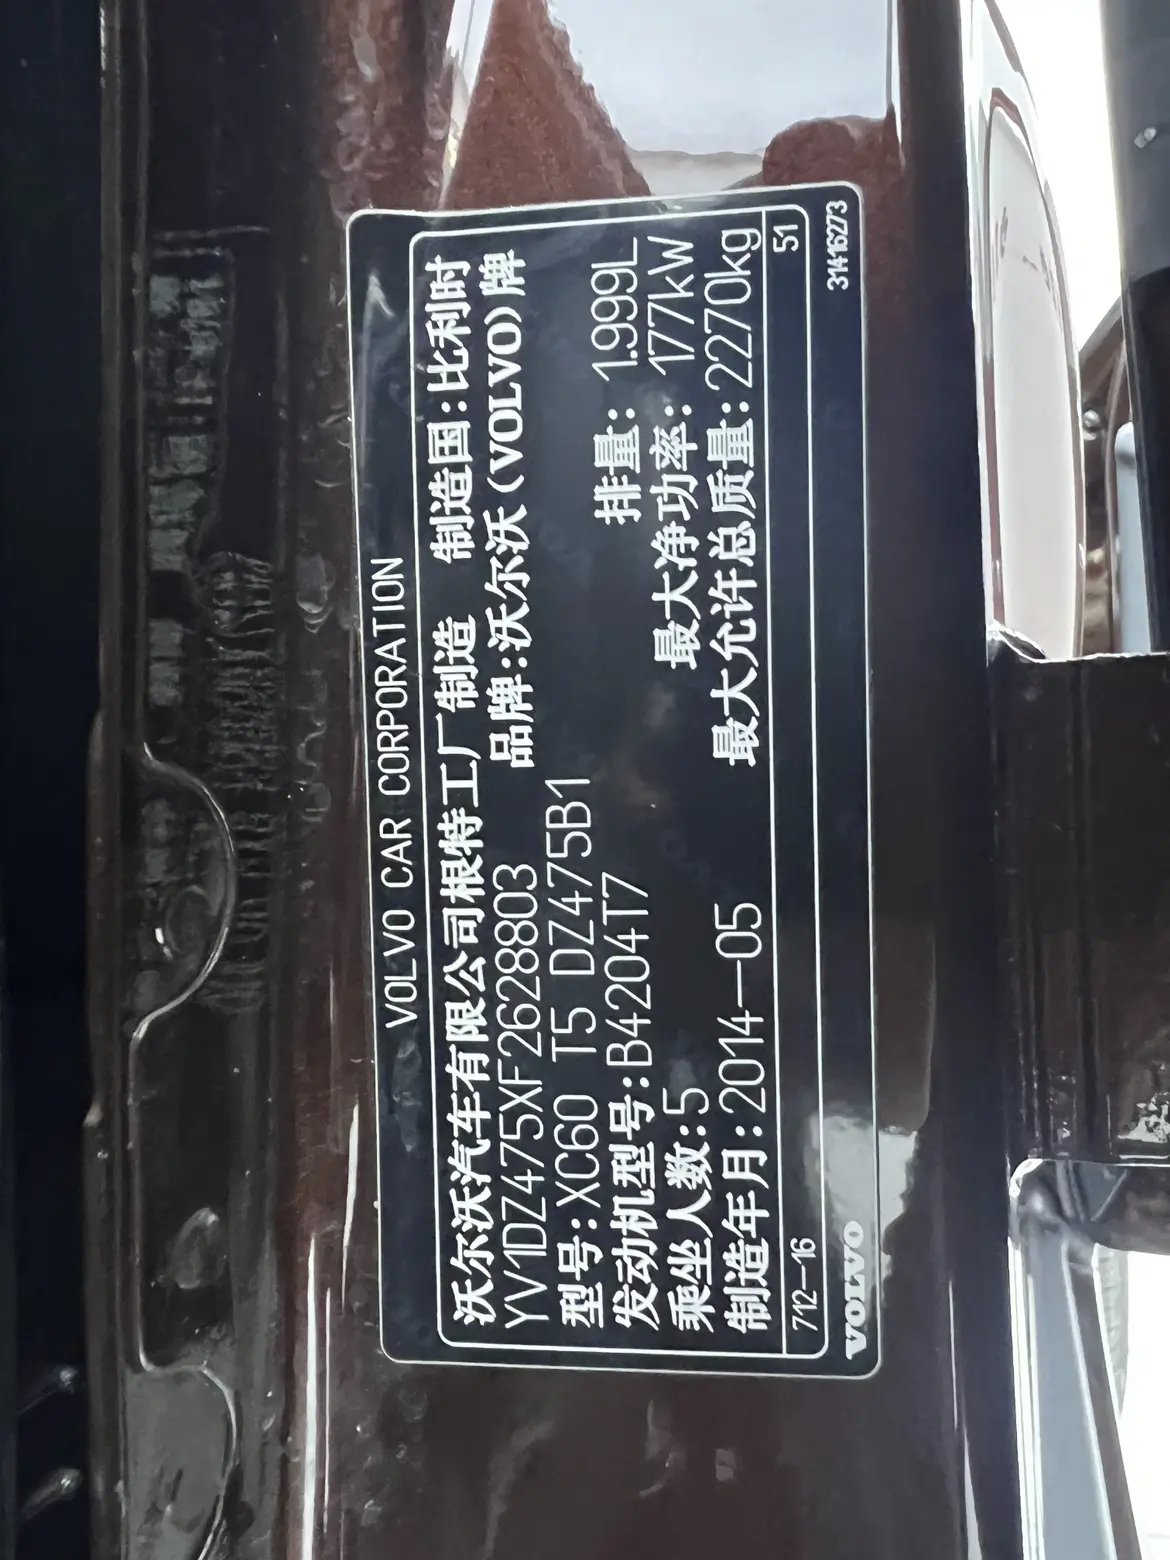 VOLVO CAR CORPORATION
沃尔沃汽车有限公司根特工厂制造 制造国:比利时
YV1DZ475XF2628803 品牌:沃尔沃(VOLVO)牌
型号:XC60 T5 DZ475B1
发动机型号:B4204T7 排量: 1.999L
乘坐人数:5 最大净功率: 177kW
制造年月:2014-05 最大允许总质量:2270kg
712-16 51
VOLVO 31416273